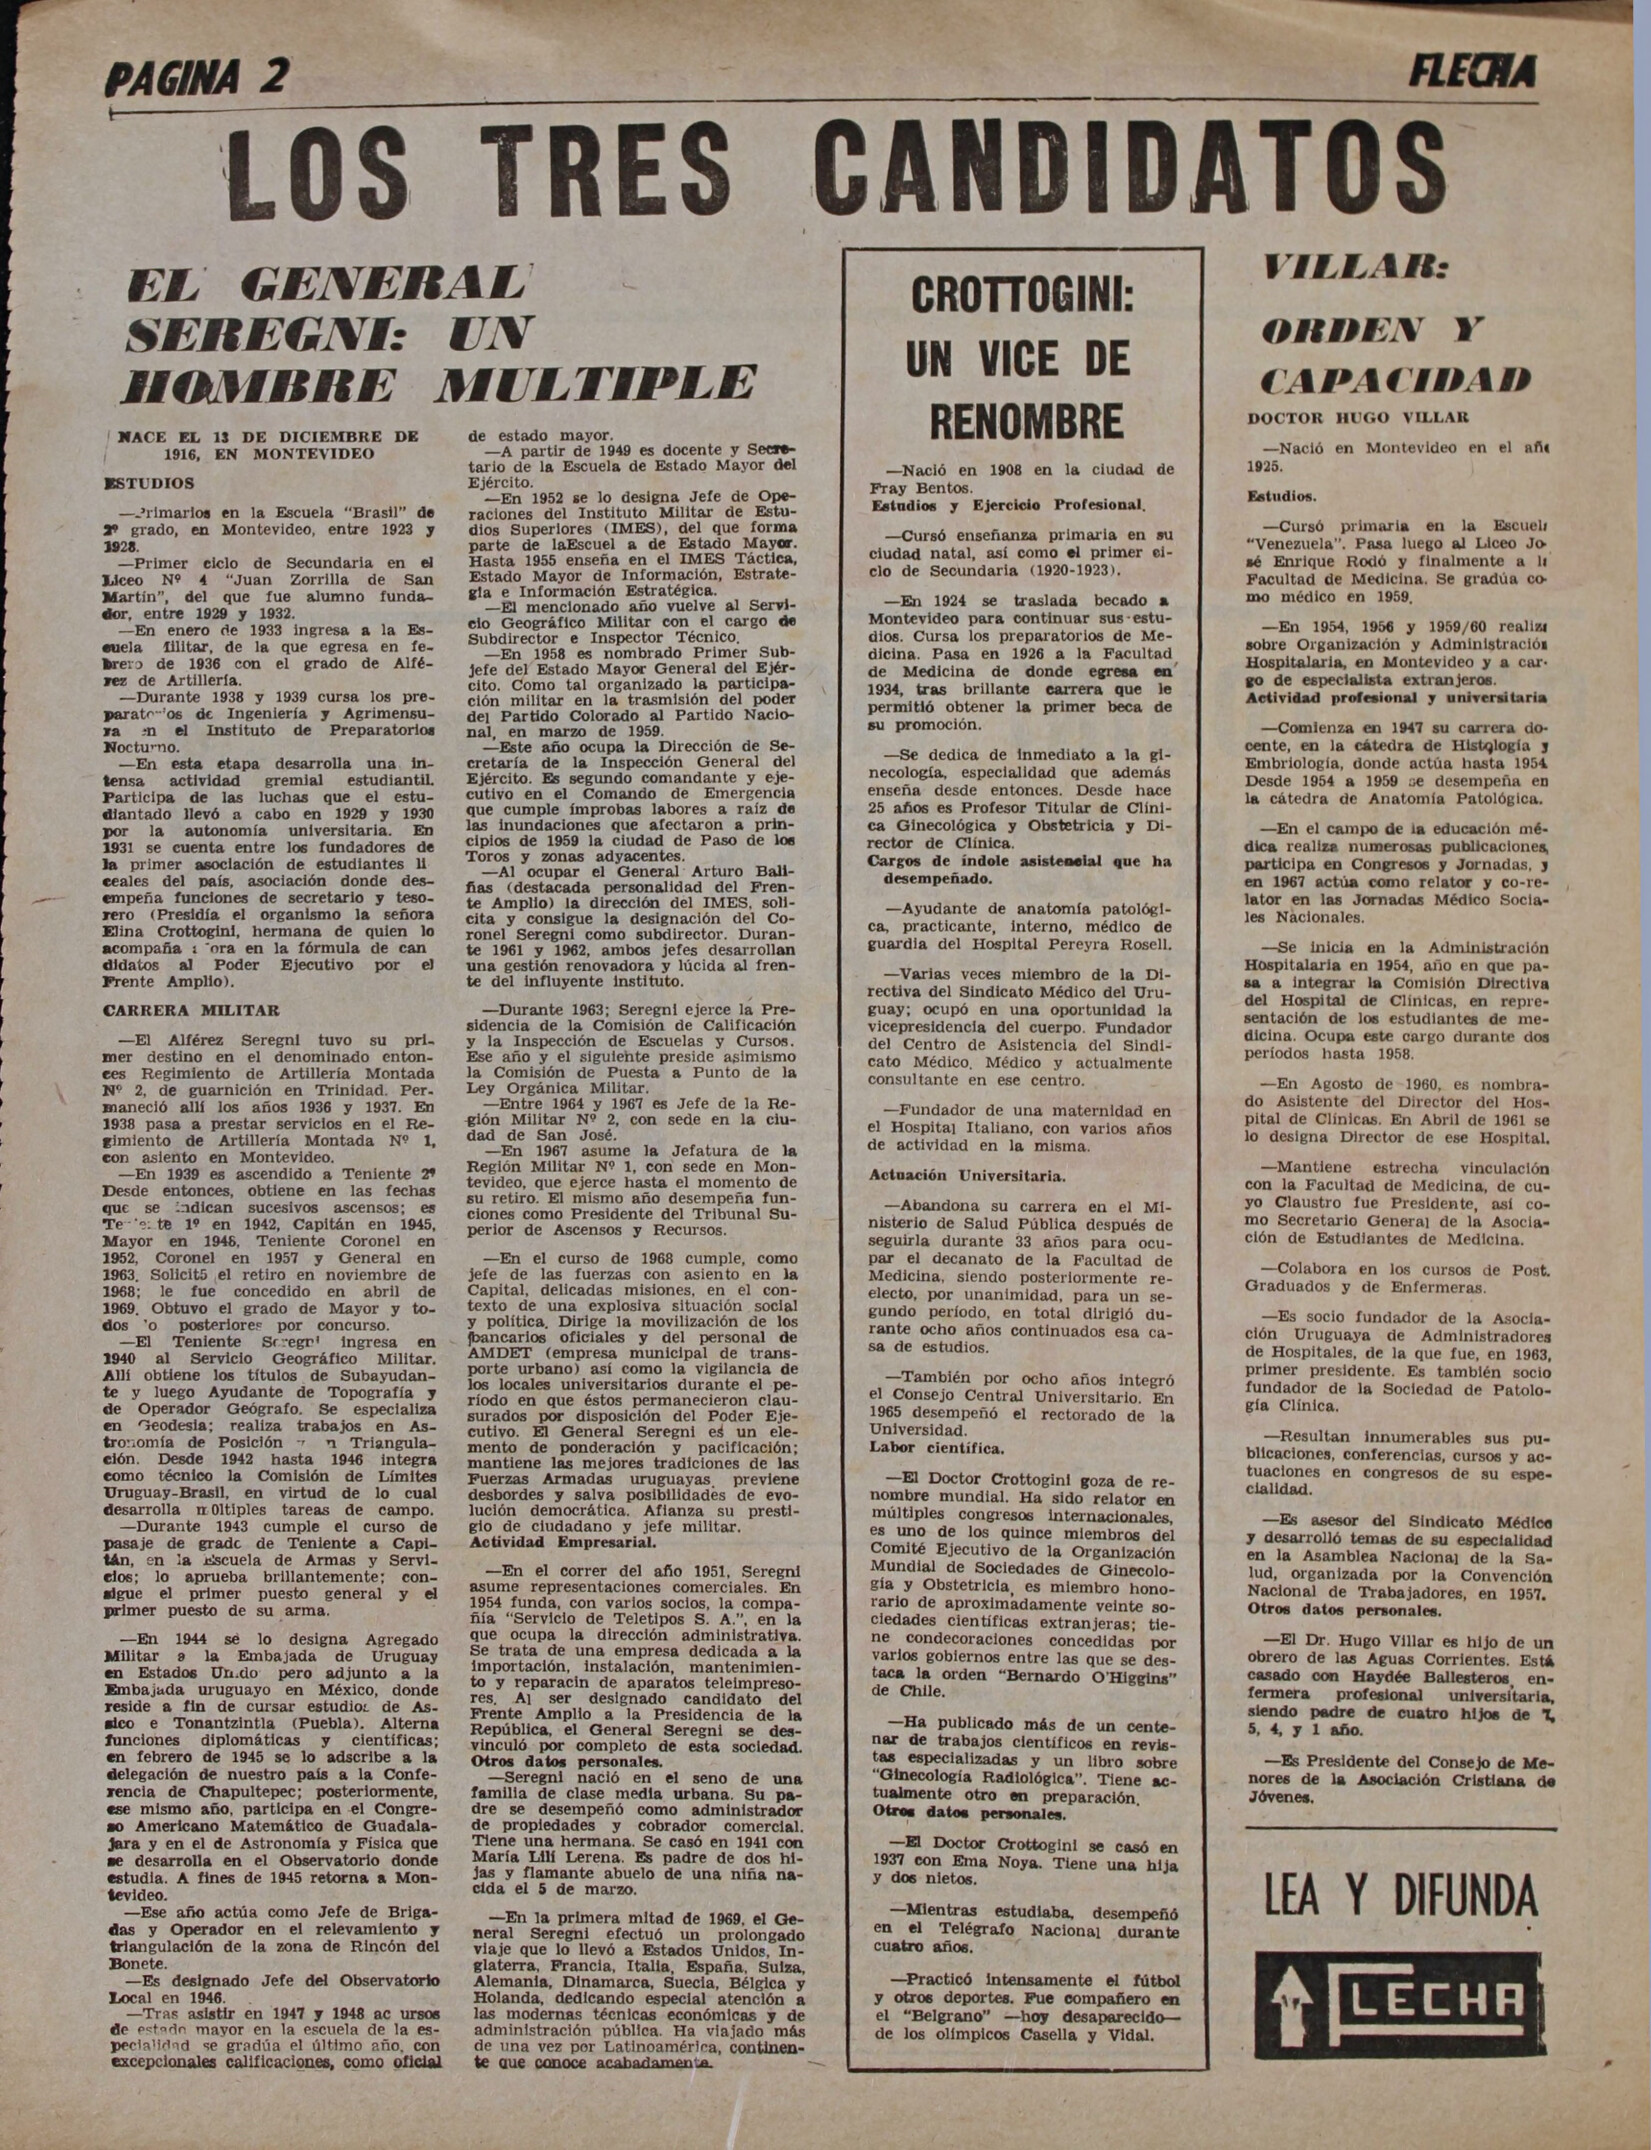 PAGINA 2
FLECHA
LOS TRES CANDIDATOS
EL GENERAL
SEREGNI: UN
HOMBRE MULTIPLE
NACE EL 13 DE DICIEMBRE DE
1916, EN MONTEVIDEO
ESTUDIOS
—Primarios en la Escuela "Brasil" de
2º grado, en Montevideo, entre 1923 y
1928.
—Primer ciclo de Secundaria en el
Liceo Nº 4 "Juan Zorrilla de San
Martín", del que fue alumno funda-
dor, entre 1929 y 1932.
—En enero de 1933 ingresa a la Es-
cuela Militar, de la que egresa en fe-
brero de 1936 con el grado de Alfé-
rez de Artillería.
—Durante 1938 y 1939 cursa los pre-
paratorios de Ingeniería y Agrimensu-
ra en el Instituto de Preparatorios
Nocturno.
—En esta etapa desarrolla una in-
tensa actividad gremial estudiantil.
Participa de las luchas que el estu-
diantado llevó a cabo en 1929 y 1930
por la autonomía universitaria. En
1931 se cuenta entre los fundadores de
la primer asociación de estudiantes li
ceales del país, asociación donde des-
empeña funciones de secretario y teso-
rero (Presidía el organismo la señora
Elina Crottogini, hermana de quien lo
acompaña ahora en la fórmula de can
didatos al Poder Ejecutivo por el
Frente Amplio).
CARRERA MILITAR
—El Alférez Seregni tuvo su pri-
mer destino en el denominado enton-
ces Regimiento de Artillería Montada
Nº 2, de guarnición en Trinidad. Per-
maneció allí los años 1936 y 1937. En
1938 pasa a prestar servicios en el Re-
gimiento de Artillería Montada Nº 1,
con asiento en Montevideo.
—En 1939 es ascendido a Teniente 2º
Desde entonces, obtiene en las fechas
que se indican sucesivos ascensos; es
Teniente 1º en 1942, Capitán en 1945,
Mayor en 1948, Teniente Coronel en
1952, Coronel en 1957 y General en
1963. Solicitó el retiro en noviembre de
1968; le fue concedido en abril de
1969. Obtuvo el grado de Mayor y to-
dos lo posteriores por concurso.
—El Teniente Seregni ingresa en
1940 al Servicio Geográfico Militar.
Allí obtiene los títulos de Subayudan-
te y luego Ayudante de Topografía y
de Operador Geógrafo. Se especializa
en Geodesia; realiza trabajos en As-
tronomía de Posición y en Triangula-
ción. Desde 1942 hasta 1946 integra
como técnico la Comisión de Límites
Uruguay-Brasil, en virtud de lo cual
desarrolla múltiples tareas de campo.
—Durante 1943 cumple el curso de
pasaje de grado de Teniente a Capi-
tán, en la Escuela de Armas y Servi-
cios; lo aprueba brillantemente; con-
sigue el primer puesto general y el
primer puesto de su arma.
—En 1944 se lo designa Agregado
Militar a la Embajada de Uruguay
en Estados Unido pero adjunto a la
Embajada uruguayo en México, donde
reside a fin de cursar estudios de As-
sico e Tonantzintla (Puebla). Alterna
funciones diplomáticas y científicas;
en febrero de 1945 se lo adscribe a la
delegación de nuestro país a la Confe-
rencia de Chapultepec; posteriormente,
ese mismo año, participa en el Congre-
so Americano Matemático de Guadala-
jara y en el de Astronomía y Física que
se desarrolla en el Observatorio donde
estudia. A fines de 1945 retorna a Mon-
tevideo.
—Ese año actúa como Jefe de Briga-
das y Operador en el relevamiento y
triangulación de la zona de Rincón del
Bonete.
—Es designado Jefe del Observatorio
Local en 1946.
—Tras asistir en 1947 y 1948 ac ursos
de estado mayor en la escuela de la es-
pecialidad se gradúa el último año, con
excepcionales calificaciones, como oficial
de estado mayor.
—A partir de 1949 es docente y Secre-
tario de la Escuela de Estado Mayor del
Ejército.
—En 1952 se lo designa Jefe de Ope-
raciones del Instituto Militar de Estu-
dios Superiores (IMES), del que forma
parte de laEscuel a de Estado Mayor.
Hasta 1955 enseña en el IMES Táctica,
Estado Mayor de Información, Estrate-
gia e Información Estratégica.
—El mencionado año vuelve al Servi-
cio Geográfico Militar con el cargo de
Subdirector e Inspector Técnico.
—En 1958 es nombrado Primer Sub-
jefe del Estado Mayor General del Ejér-
cito. Como tal organizado la participa-
ción militar en la trasmisión del poder
del Partido Colorado al Partido Nacio-
nal, en marzo de 1959.
—Este año ocupa la Dirección de Se-
cretaría de la Inspección General del
Ejército. Es segundo comandante y eje-
cutivo en el Comando de Emergencia
que cumple ímprobas labores a raíz de
las inundaciones que afectaron a prin-
cipios de 1959 la ciudad de Paso de los
Toros y zonas adyacentes.
—Al ocupar el General Arturo Bali-
ñas (destacada personalidad del Fren-
te Amplio) la dirección del IMES, soli-
cita y consigue la designación del Co-
ronel Seregni como subdirector. Duran-
te 1961 y 1962, ambos jefes desarrollan
una gestión renovadora y lúcida al fren-
te del influyente instituto.
—Durante 1963; Seregni ejerce la Pre-
sidencia de la Comisión de Calificación
y la Inspección de Escuelas y Cursos.
Ese año y el siguiente preside asimismo
la Comisión de Puesta a Punto de la
Ley Orgánica Militar.
—Entre 1964 y 1967 es Jefe de la Re-
gión Militar Nº 2, con sede en la ciu-
dad de San José.
—En 1967 asume la Jefatura de la
Región Militar Nº 1, con sede en Mon-
tevideo, que ejerce hasta el momento de
su retiro. El mismo año desempeña fun-
ciones como Presidente del Tribunal Su-
perior de Ascensos y Recursos.
—En el curso de 1968 cumple, como
jefe de las fuerzas con asiento en la
Capital, delicadas misiones, en el con-
texto de una explosiva situación social
y política. Dirige la movilización de los
bancarios oficiales y del personal de
AMDET (empresa municipal de trans-
porte urbano) así como la vigilancia de
los locales universitarios durante el pe-
ríodo en que éstos permanecieron clau-
surados por disposición del Poder Eje-
cutivo. El General Seregni es un ele-
mento de ponderación y pacificación;
mantiene las mejores tradiciones de las
Fuerzas Armadas uruguayas, previene
desbordes y salva posibilidades de evo-
lución democrática. Afianza su presti-
gio de ciudadano y jefe militar.
Actividad Empresarial.
—En el correr del año 1951, Seregni
asume representaciones comerciales. En
1954 funda, con varios socios, la compa-
ñía "Servicio de Teletipos S. A.", en la
que ocupa la dirección administrativa.
Se trata de una empresa dedicada a la
importación, instalación, mantenimien-
to y reparacin de aparatos teleimpreso-
res. Al ser designado candidato del
Frente Amplio a la Presidencia de la
República, el General Seregni se des-
vinculó por completo de esta sociedad.
Otros datos personales.
—Seregni nació en el seno de una
familia de clase media urbana. Su pa-
dre se desempeñó como administrador
de propiedades y cobrador comercial.
Tiene una hermana. Se casó en 1941 con
María Lilí Lerena. Es padre de dos hi-
jas y flamante abuelo de una niña na-
cida el 5 de marzo.
—En la primera mitad de 1969, el Ge-
neral Seregni efectuó un prolongado
viaje que lo llevó a Estados Unidos, In-
glaterra, Francia, Italia, España, Suiza,
Alemania, Dinamarca, Suecia, Bélgica y
Holanda, dedicando especial atención a
las modernas técnicas económicas y de
administración pública. Ha viajado más
de una vez por Latinoamérica, continen-
te que conoce acabadamente.
CROTTOGINI:
UN VICE DE
RENOMBRE
—Nació en 1908 en la ciudad de
Fray Bentos.
Estudios y Ejercicio Profesional.
—Cursó enseñanza primaria en su
ciudad natal, así como el primer ci-
clo de Secundaria (1920-1923).
—En 1924 se traslada becado a
Montevideo para continuar sus estu-
dios. Cursa los preparatorios de Me-
dicina. Pasa en 1926 a la Facultad
de Medicina de donde egresa en
1934, tras brillante carrera que le
permitió obtener la primer beca de
su promoción.
—Se dedica de inmediato a la gi-
necología, especialidad que además
enseña desde entonces. Desde hace
25 años es Profesor Titular de Clíni-
ca Ginecológica y Obstetricia y Di-
rector de Clínica.
Cargos de índole asistencial que ha
desempeñado.
—Ayudante de anatomía patológi-
ca, practicante, interno, médico de
guardia del Hospital Pereyra Rosell.
—Varias veces miembro de la Di-
rectiva del Sindicato Médico del Uru-
guay; ocupó en una oportunidad la
vicepresidencia del cuerpo. Fundador
del Centro de Asistencia del Sindi-
cato Médico. Médico y actualmente
consultante en ese centro.
—Fundador de una maternidad en
el Hospital Italiano, con varios años
de actividad en la misma.
Actuación Universitaria.
—Abandona su carrera en el Mi-
nisterio de Salud Pública después de
seguirla durante 33 años para ocu-
par el decanato de la Facultad de
Medicina, siendo posteriormente re-
electo, por unanimidad, para un se-
gundo período, en total dirigió du-
rante ocho años continuados esa ca-
sa de estudios.
—También por ocho años integró
el Consejo Central Universitario. En
1965 desempeñó el rectorado de la
Universidad.
Labor científica.
—El Doctor Crottogini goza de re-
nombre mundial. Ha sido relator en
múltiples congresos internacionales,
es uno de los quince miembros del
Comité Ejecutivo de la Organización
Mundial de Sociedades de Ginecolo-
gía y Obstetricia, es miembro hono-
rario de aproximadamente veinte so-
ciedades científicas extranjeras; tie-
ne condecoraciones concedidas por
varios gobiernos entre las que se des-
taca la orden "Bernardo O'Higgins"
de Chile.
—Ha publicado más de un cente-
nar de trabajos científicos en revis-
tas especializadas y un libro sobre
"Ginecología Radiológica". Tiene ac-
tualmente otro en preparación.
Otros datos personales.
—El Doctor Crottogini se casó en
1937 con Ema Noya. Tiene una hija
y dos nietos.
—Mientras estudiaba, desempeñó
en el Telégrafo Nacional durante
cuatro años.
—Practicó intensamente el fútbol
y otros deportes. Fue compañero en
el "Belgrano" —hoy desaparecido—
de los olímpicos Casella y Vidal.
VILLAR:
ORDEN Y
CAPACIDAD
DOCTOR HUGO VILLAR
—Nació en Montevideo en el año
1925.
Estudios.
—Cursó primaria en la Escuela
"Venezuela". Pasa luego al Liceo Jo-
sé Enrique Rodó y finalmente a la
Facultad de Medicina. Se gradúa co-
mo médico en 1959.
—En 1954, 1956 y 1959/60 realiza
sobre Organización y Administración
Hospitalaria, en Montevideo y a car-
go de especialista extranjeros.
Actividad profesional y universitaria
—Comienza en 1947 su carrera do-
cente, en la cátedra de Histología y
Embriología, donde actúa hasta 1954
Desde 1954 a 1959 se desempeña en
la cátedra de Anatomía Patológica.
—En el campo de la educación mé-
dica realiza numerosas publicaciones,
participa en Congresos y Jornadas, y
en 1967 actúa como relator y co-re-
lator en las Jornadas Médico Socia-
les Nacionales.
—Se inicia en la Administración
Hospitalaria en 1954, año en que pa-
sa a integrar la Comisión Directiva
del Hospital de Clínicas, en repre-
sentación de los estudiantes de me-
dicina. Ocupa este cargo durante dos
períodos hasta 1958.
—En Agosto de 1960, es nombra-
do Asistente del Director del Hos-
pital de Clínicas. En Abril de 1961 se
lo designa Director de ese Hospital.
—Mantiene estrecha vinculación
con la Facultad de Medicina, de cu-
yo Claustro fue Presidente, así co-
mo Secretario General de la Asocia-
ción de Estudiantes de Medicina.
—Colabora en los cursos de Post.
Graduados y de Enfermeras.
—Es socio fundador de la Asocia-
ción Uruguaya de Administradores
de Hospitales, de la que fue, en 1963,
primer presidente. Es también socio
fundador de la Sociedad de Patolo-
gía Clínica.
—Resultan innumerables sus pu-
blicaciones, conferencias, cursos y ac-
tuaciones en congresos de su espe-
cialidad.
—Es asesor del Sindicato Médico
y desarrolló temas de su especialidad
en la Asamblea Nacional de la Sa-
lud, organizada por la Convención
Nacional de Trabajadores, en 1957.
Otros datos personales.
—El Dr. Hugo Villar es hijo de un
obrero de las Aguas Corrientes. Está
casado con Haydée Ballesteros, en-
fermera profesional universitaria,
siendo padre de cuatro hijos de 7,
5, 4, y 1 año.
—Es Presidente del Consejo de Me-
nores de la Asociación Cristiana de
Jóvenes.
LEA Y DIFUNDA
FLECHA